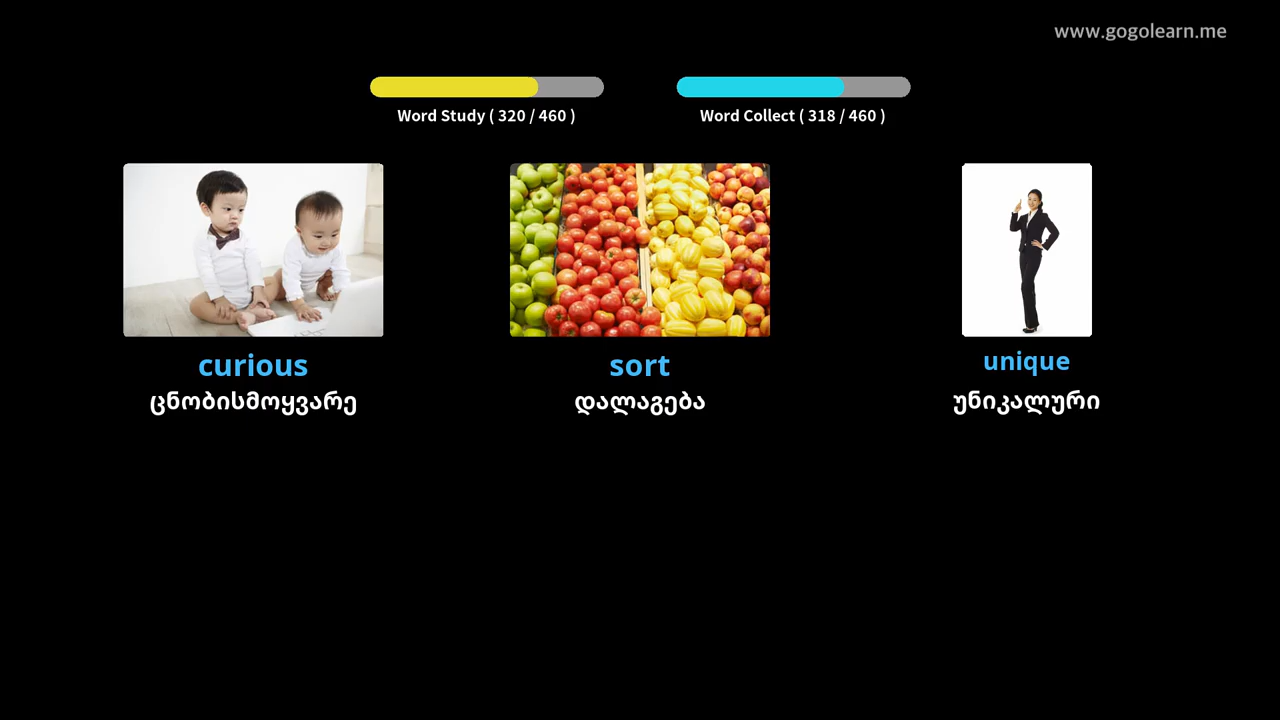 www.gogolearn.me
Word Study ( 320 / 460 )
Word Collect ( 318 / 460 )
curious
sort
unique
ცნობისმოყვარე
დალაგება
უნიკალური